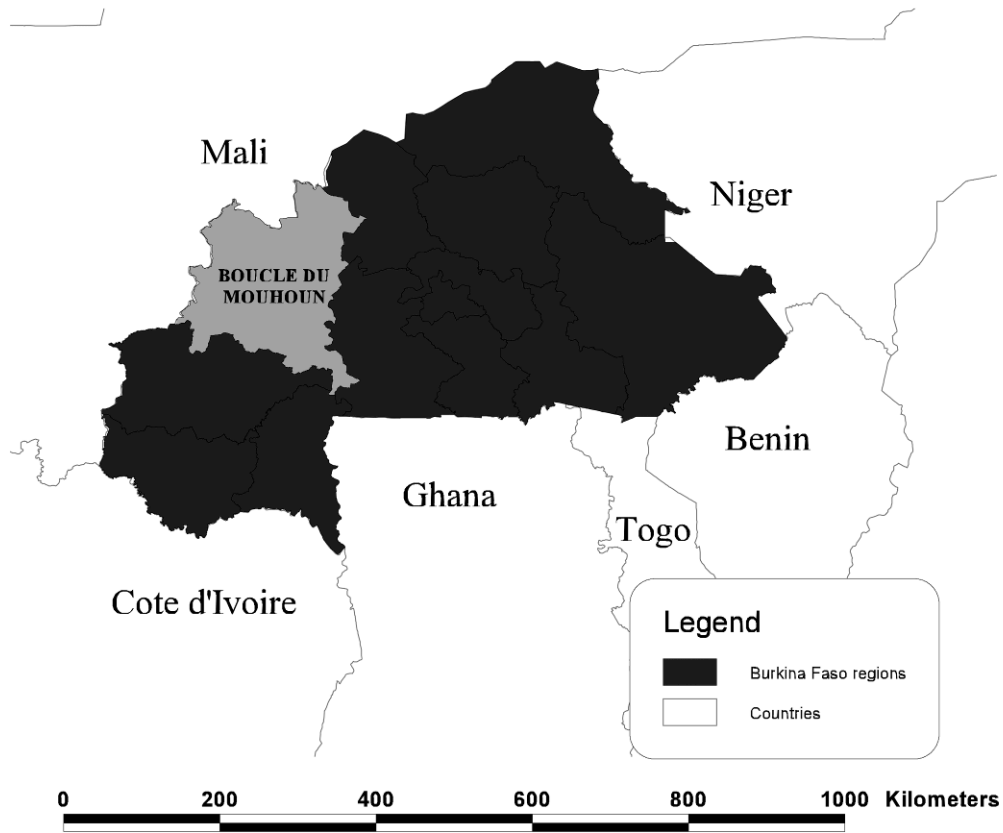 Mali
Niger
BOUCLE DU
MOUHOUN
Benin
Ghana
Togo
Cote d'Ivoire
Legend
Burkina Faso regions
Countries
0 200 400 600 800 1000 Kilometers